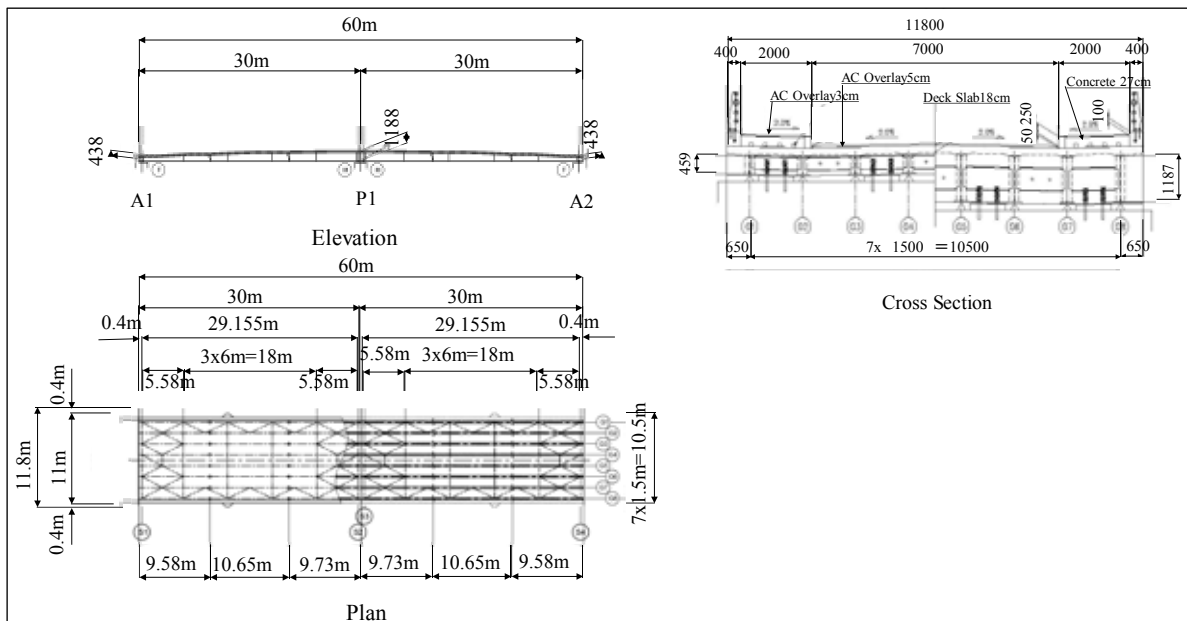 60m
30m 30m
438
1188
438
A1 P1 A2
Elevation
60m
30m 30m
0.4m 29.155m 29.155m 0.4m
3x6m=18m 5.58m 3x6m=18m
5.58m 5.58m 5.58m
0.4m
11.8m
11m
0.4m
7x1.5m=10.5m
9.58m 10.65m 9.73m 9.73m 10.65m 9.58m
Plan
11800
400 2000 7000 2000 400
AC Overlay3cm
AC Overlay5cm
Deck Slab18cm
Concrete 27cm
50 250
100
459
1187
650 7x 1500 =10500 650
Cross Section